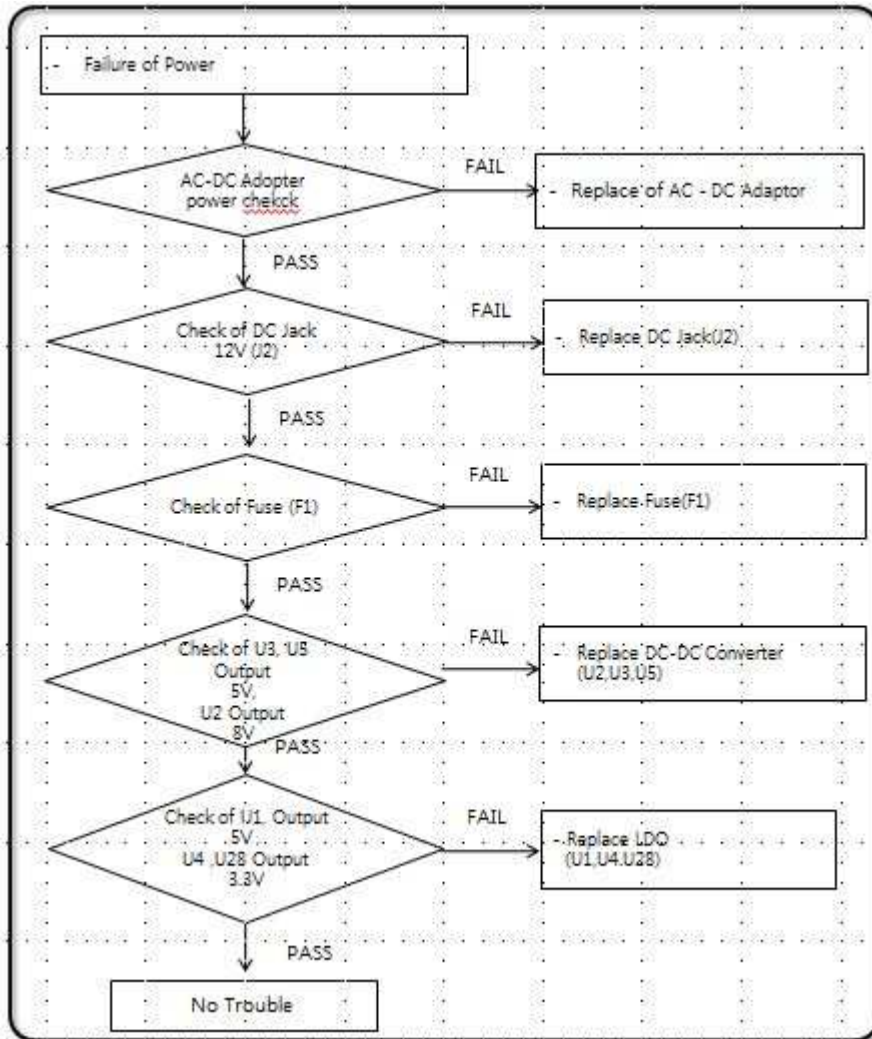 - Failure of Power
AC-DC Adopter
power chekck
FAIL
- Replace of AC - DC Adaptor
PASS
Check of DC Jack
12V (J2)
FAIL
- Replace DC Jack(J2)
PASS
Check of Fuse (F1)
FAIL
- Replace Fuse(F1)
PASS
Check of U3, U5
Output
5V,
U2 Output
8V
FAIL
- Replace DC-DC Converter
(U2,U3,U5)
PASS
Check of U1, Output
5V
U4 ,U28 Output
3.3V
FAIL
- Replace LDO
(U1,U4.U28)
PASS
No Trouble